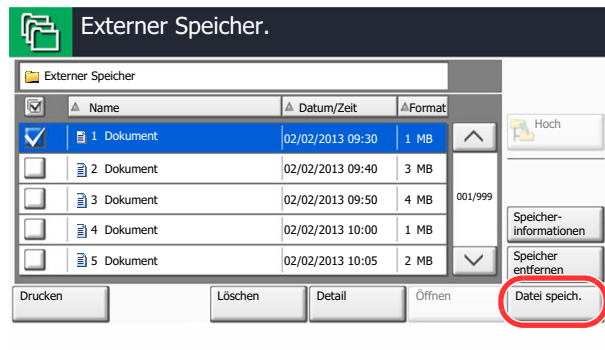 Externer Speicher.
Externer Speicher
Name Datum/Zeit Format
1 Dokument 02/02/2013 09:30 1 MB
Hoch
2 Dokument 02/02/2013 09:40 3 MB
3 Dokument 02/02/2013 09:50 4 MB
001/999
4 Dokument 02/02/2013 10:00 1 MB
Speicher-
informationen
5 Dokument 02/02/2013 10:05 2 MB
Speicher
entfernen
Drucken Löschen Detail Öffnen Datei speich.